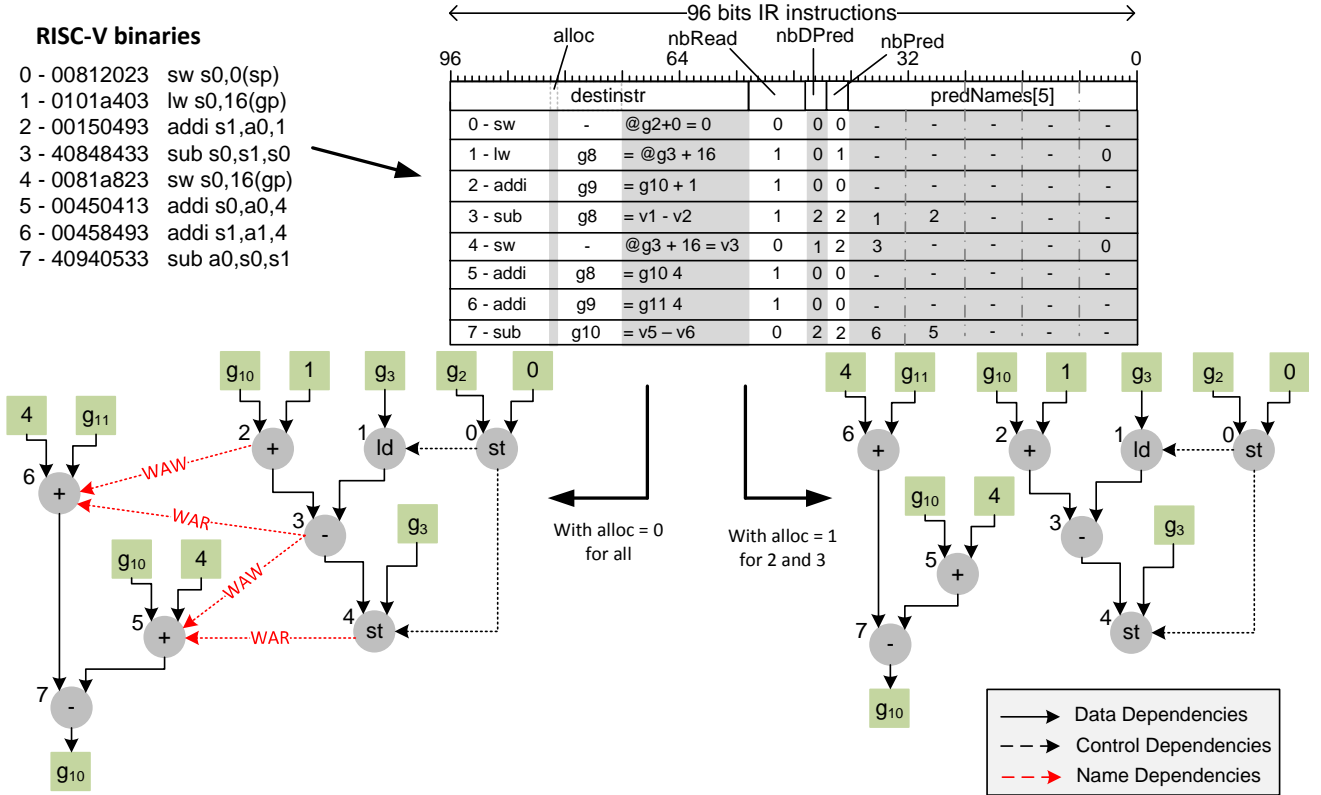 RISC-V binaries
0 - 00812023 sw s0,0(sp)
1 - 0101a403 lw s0,16(gp)
2 - 00150493 addi s1,a0,1
3 - 40848433 sub s0,s1,s0
4 - 0081a823 sw s0,16(gp)
5 - 00450413 addi s0,a0,4
6 - 00458493 addi s1,a1,4
7 - 40940533 sub a0,s0,s1
96 bits IR instructions
alloc nbRead nbDPred nbPred
96 64 32 0
destinstr predNames[5]
0 - sw - @g2+0 = 0 0 0 0 - - - - -
1 - lw g8 = @g3 + 16 1 0 1 - - - - 0
2 - addi g9 = g10 + 1 1 0 0 - - - - -
3 - sub g8 = v1 - v2 1 2 2 1 2 - - -
4 - sw - @g3 + 16 = v3 0 1 2 3 - - - 0
5 - addi g8 = g10 4 1 0 0 - - - - -
6 - addi g9 = g11 4 1 0 0 - - - - -
7 - sub g10 = v5 – v6 0 2 2 6 5 - - -
g10 1 g3 g2 0
4 g11
2 + 1 ld 0 st
6 +
WAW
WAR
3 -
g3
g10 4
WAW
5 +
WAR
4 st
7 -
g10
With alloc = 0
for all
With alloc = 1
for 2 and 3
4 g11 g10 1 g3 g2 0
6 + 2 + 1 ld 0 st
g10 4
3 -
g3
5 +
4 st
7 -
g10
Data Dependencies
Control Dependencies
Name Dependencies